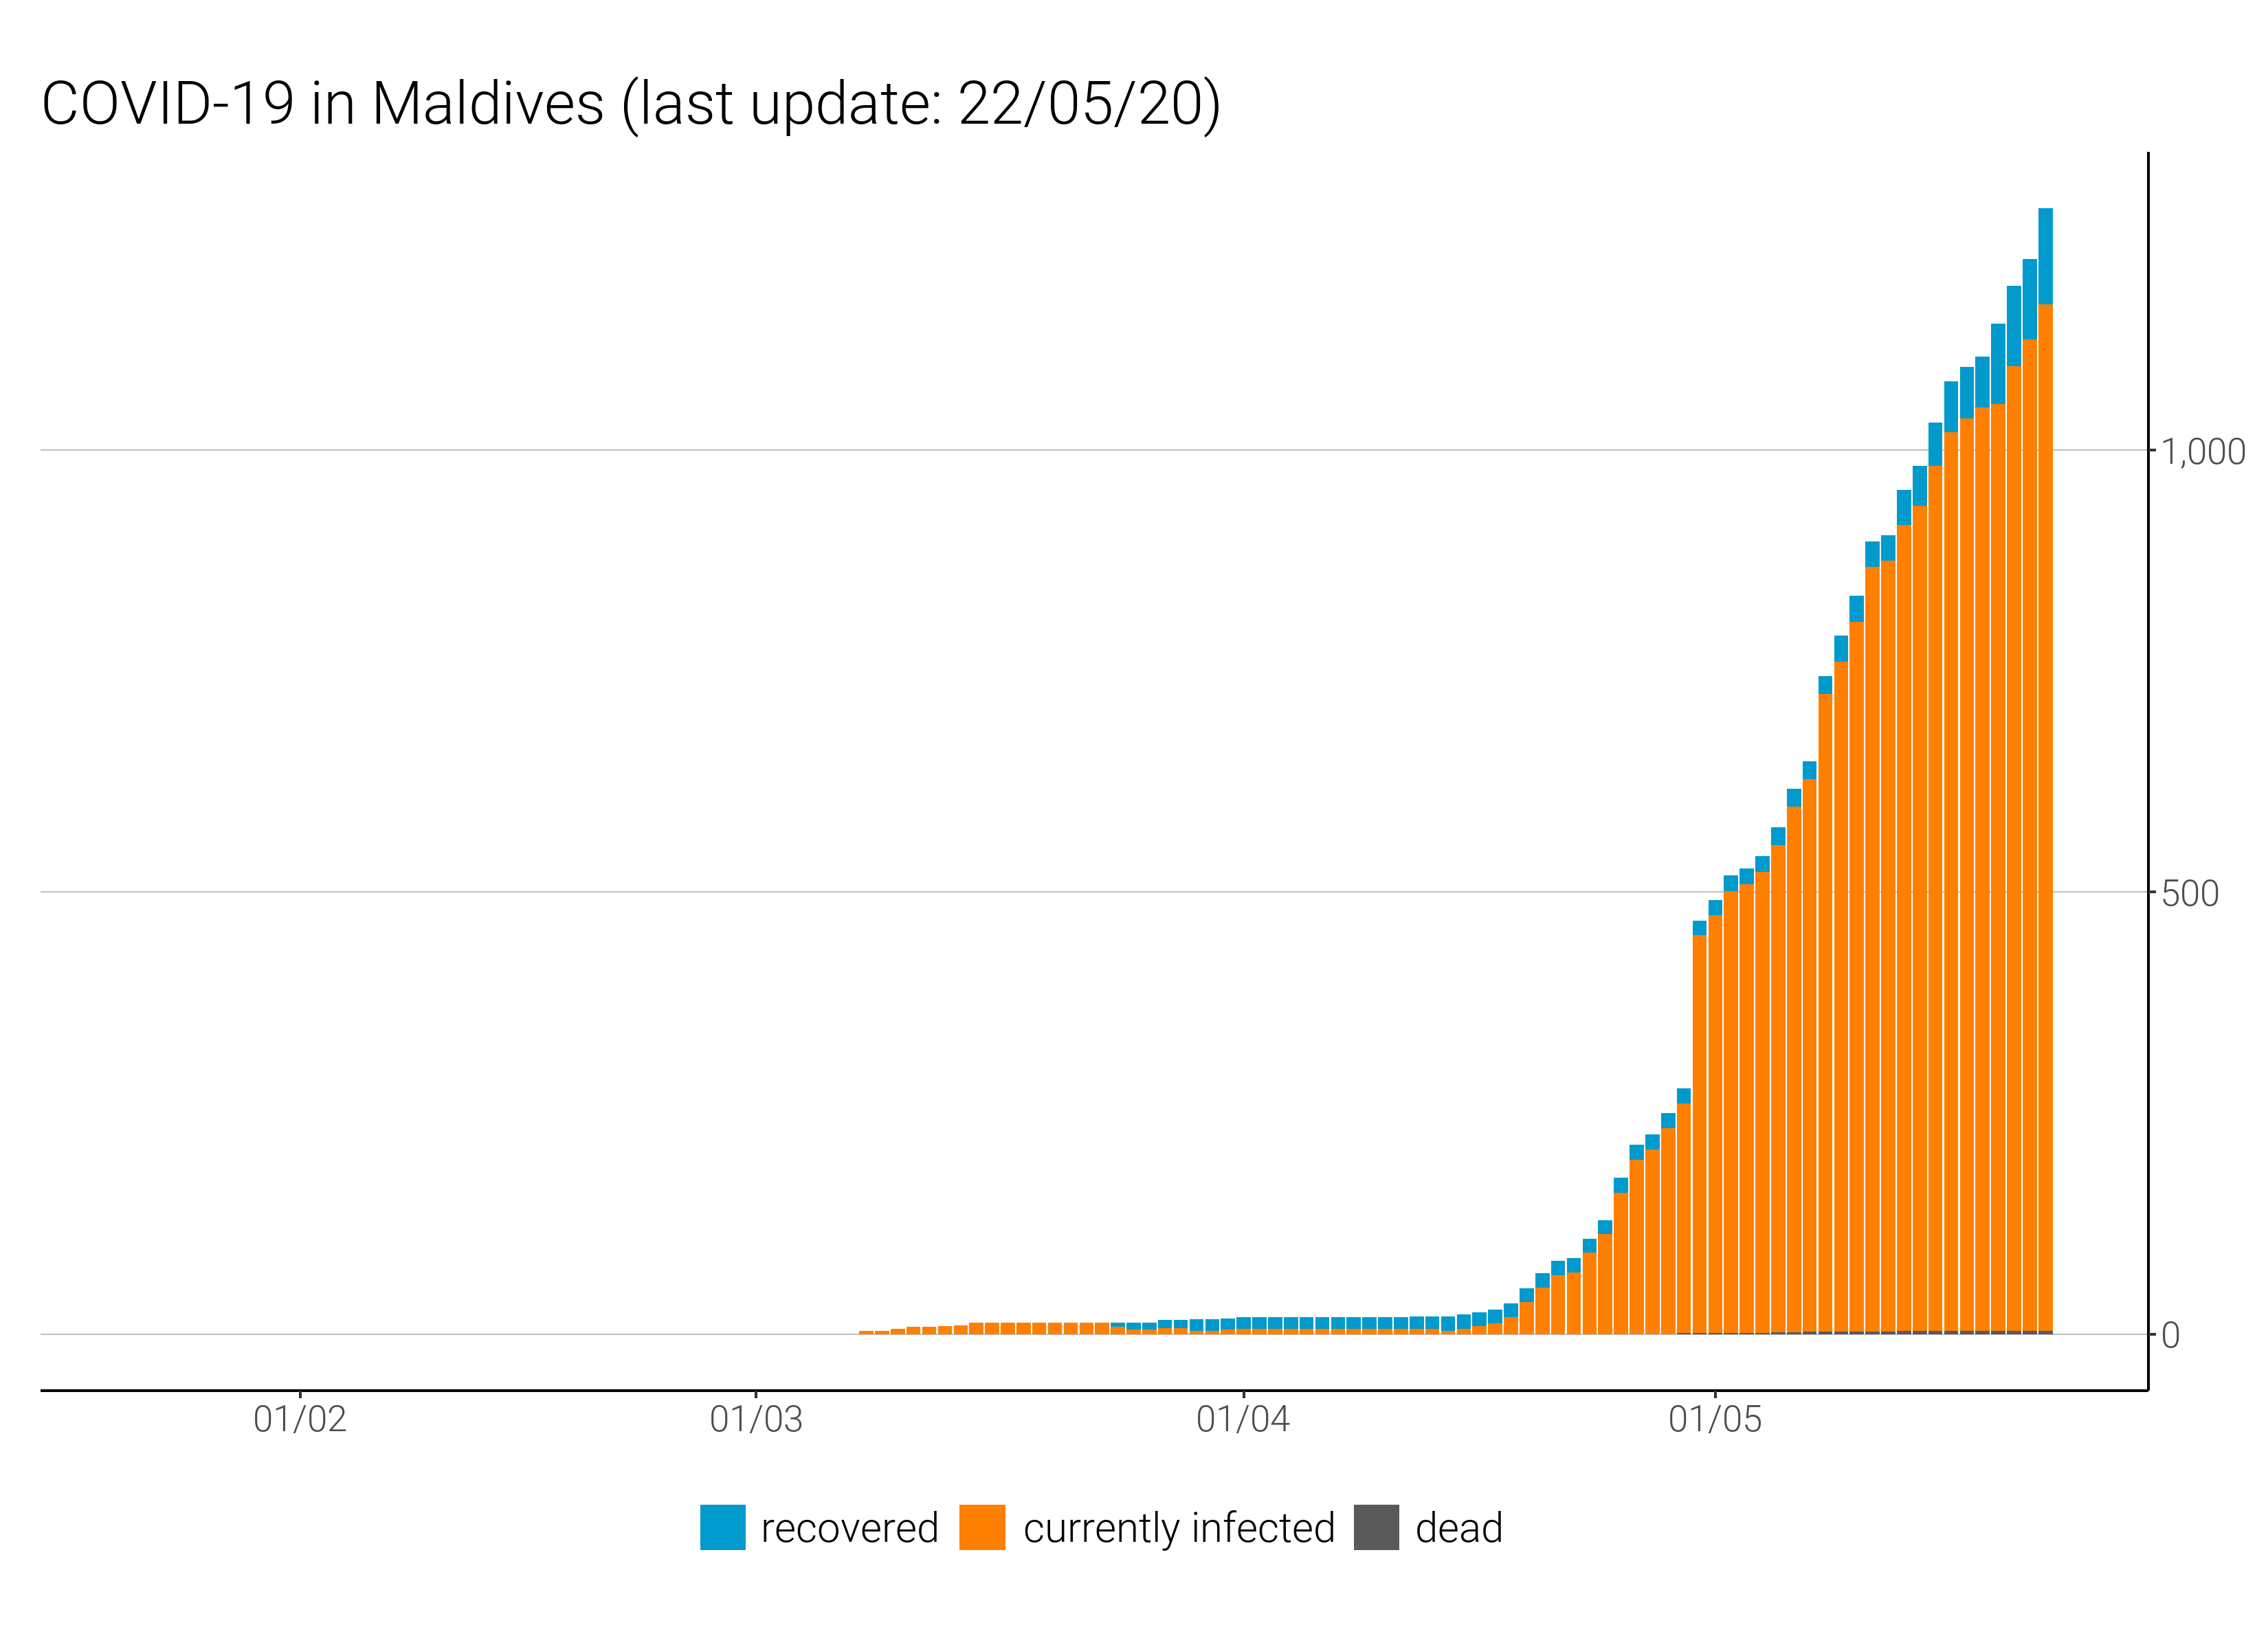 COVID-19 in Maldives (last update: 22/05/20)
1,000
500
0
01/02 01/03 01/04 01/05
recovered currently infected dead